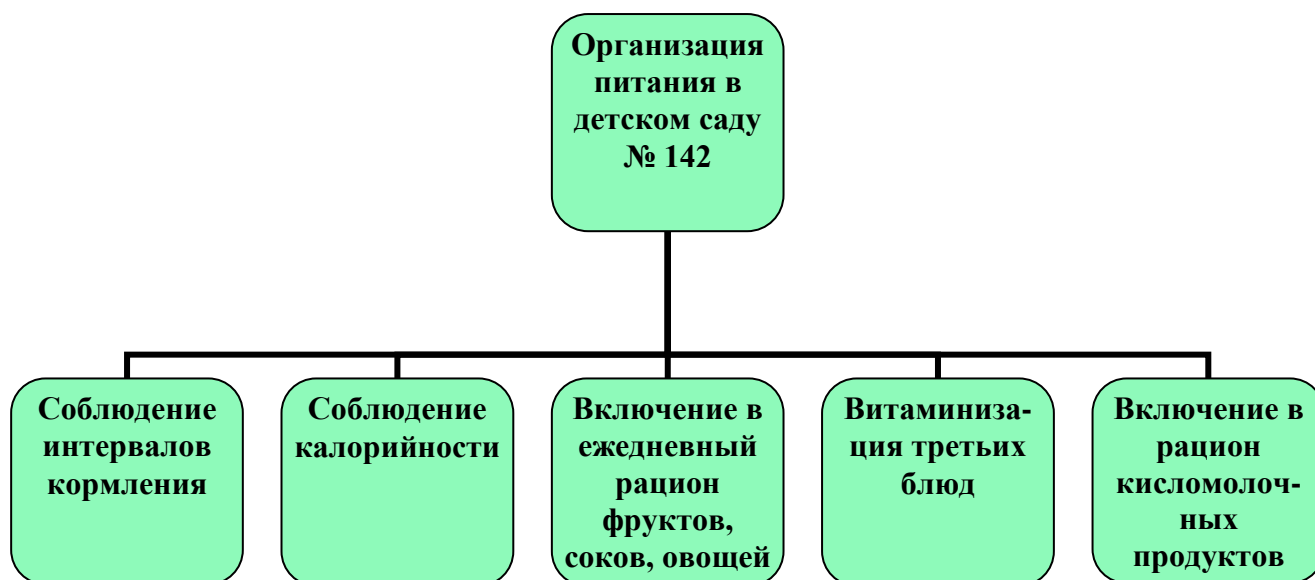 Организация
питания в
детском саду
№ 142
Соблюдение
интервалов
кормления
Соблюдение
калорийности
Включение в
ежедневный
рацион
фруктов,
соков, овощей
Витаминиза-
ция третьих
блюд
Включение в
рацион
кисломолоч-
ных
продуктов